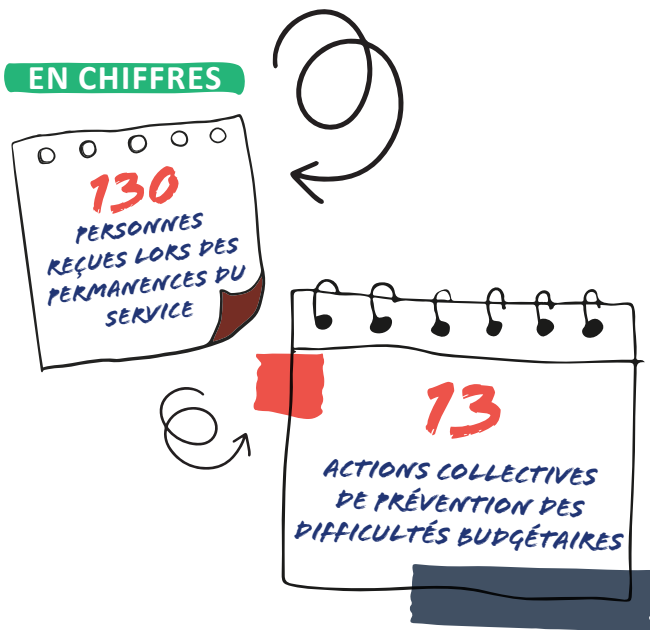 EN CHIFFRES
130
PERSONNES
REÇUES LORS DES
PERMANENCES DU
SERVICE
13
ACTIONS COLLECTIVES
DE PRÉVENTION DES
DIFFICULTÉS BUDGÉTAIRES